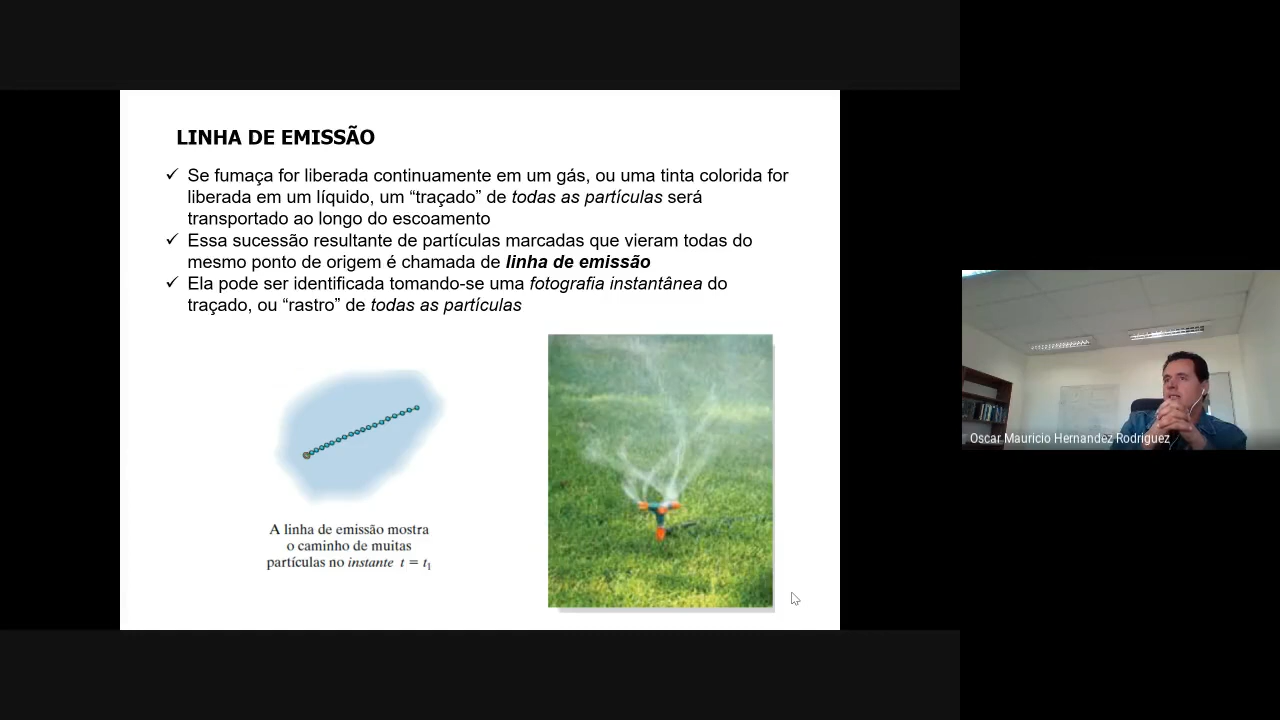 LINHA DE EMISSÃO
✓ Se fumaça for liberada continuamente em um gás, ou uma tinta colorida for
liberada em um líquido, um “traçado” de todas as partículas será
transportado ao longo do escoamento
✓ Essa sucessão resultante de partículas marcadas que vieram todas do
mesmo ponto de origem é chamada de linha de emissão
✓ Ela pode ser identificada tomando-se uma fotografia instantânea do
traçado, ou “rastro” de todas as partículas
A linha de emissão mostra
o caminho de muitas
partículas no instante t = t₁
Oscar Mauricio Hernandez Rodriguez